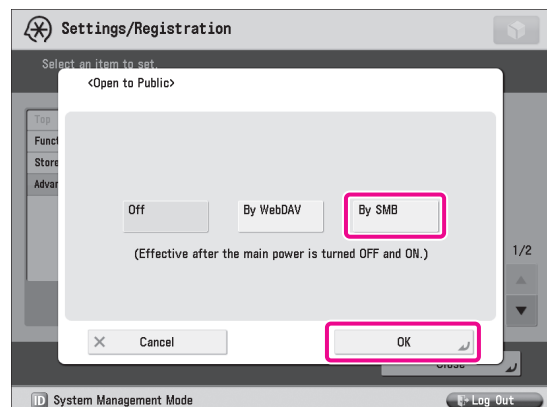 Settings/Registration
Select an item to set.
<Open to Public>
Top
Funct
Store
Advan
Off
By WebDAV
By SMB
(Effective after the main power is turned OFF and ON.)
1/2
Cancel
OK
Close
ID System Management Mode
Log Out